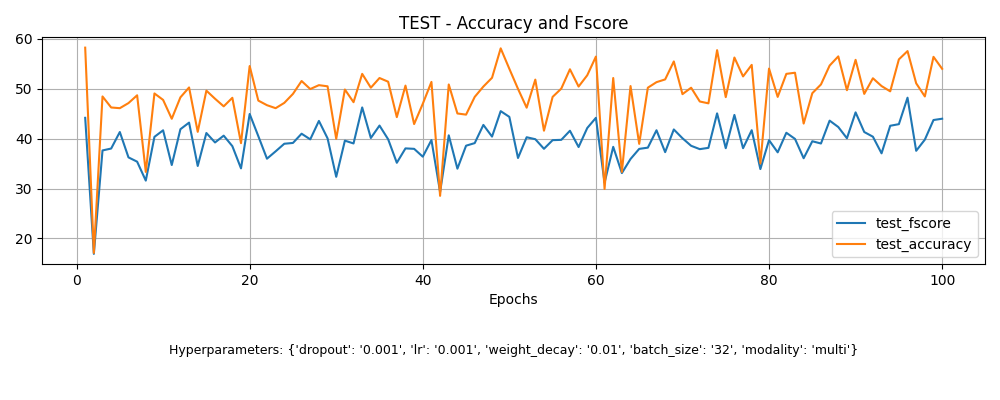 TEST - Accuracy and Fscore
60
50
40
30
20
test_fscore
test_accuracy
0 20 40 60 80 100
Epochs
Hyperparameters: {'dropout': '0.001', 'lr': '0.001', 'weight_decay': '0.01', 'batch_size': '32', 'modality': 'multi'}